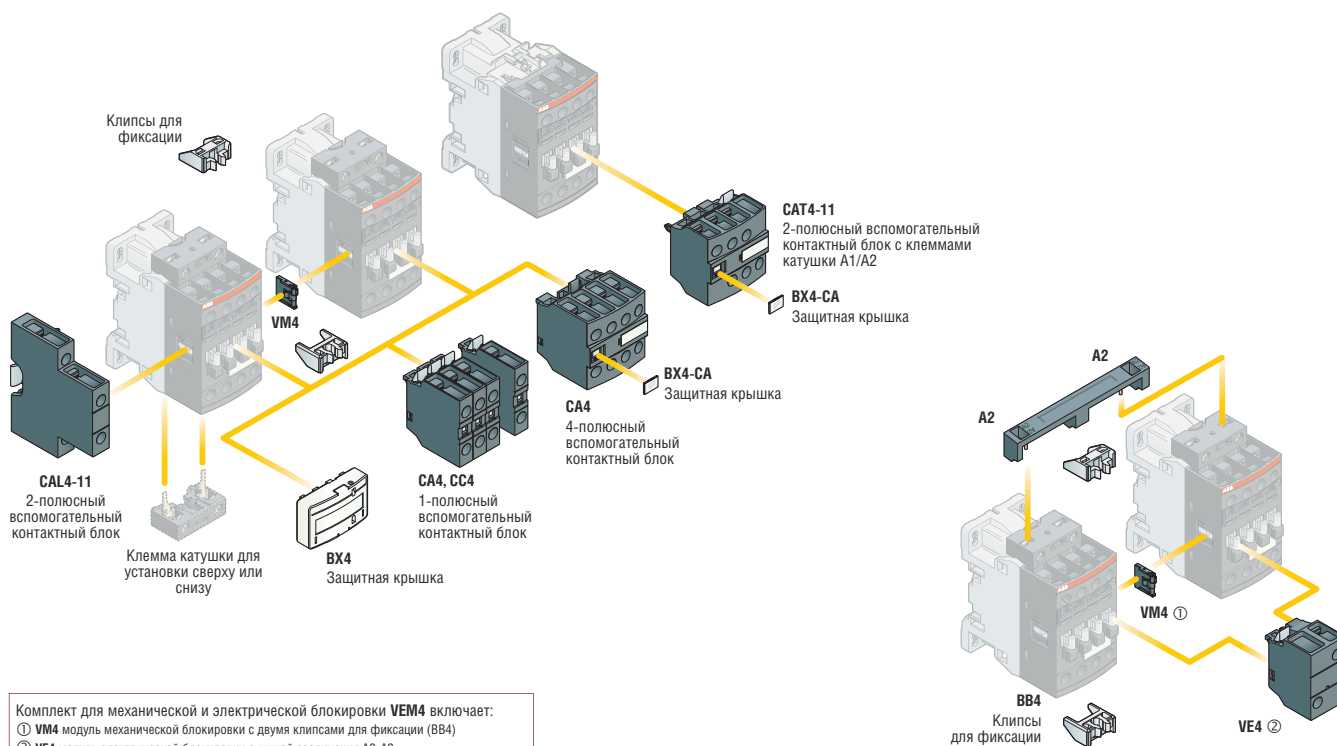 Клипсы для
фиксации
VM4
CAL4-11
2-полюсный
вспомогательный
контактный блок
Клемма катушки для
установки сверху или
снизу
BX4
Защитная крышка
CA4, CC4
1-полюсный
вспомогательный
контактный блок
CA4
4-полюсный
вспомогательный
контактный блок
BX4-CA
Защитная крышка
CAT4-11
2-полюсный вспомогательный
контактный блок с клеммами
катушки A1/A2
BX4-CA
Защитная крышка
A2
A2
VM4 ①
BB4
Клипсы
для фиксации
VE4 ②
Комплект для механической и электрической блокировки VEM4 включает:
① VM4 модуль механической блокировки с двумя клипсами для фиксации (BB4)